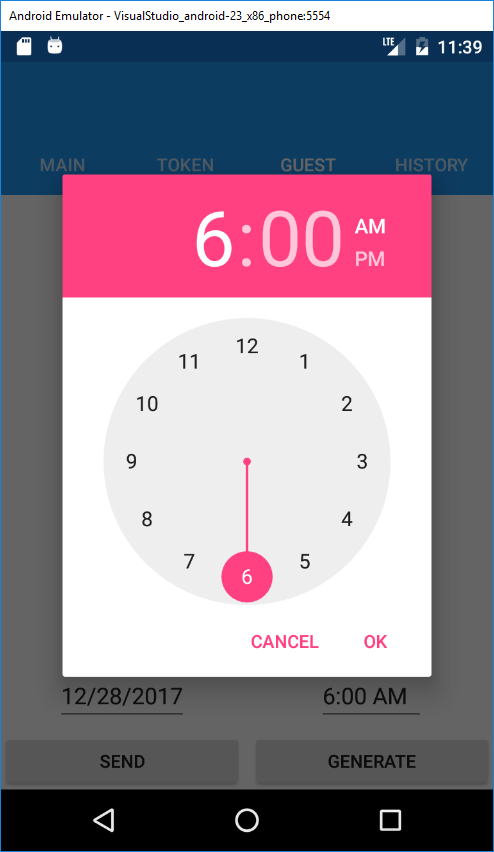 Android Emulator - VisualStudio_android-23_x86_phone:5554
LTE 11:39
MAIN TOKEN GUEST HISTORY
6:00 AM
PM
12
11 1
10 2
9 3
8 4
7 5
6
CANCEL OK
12/28/2017 6:00 AM
SEND GENERATE